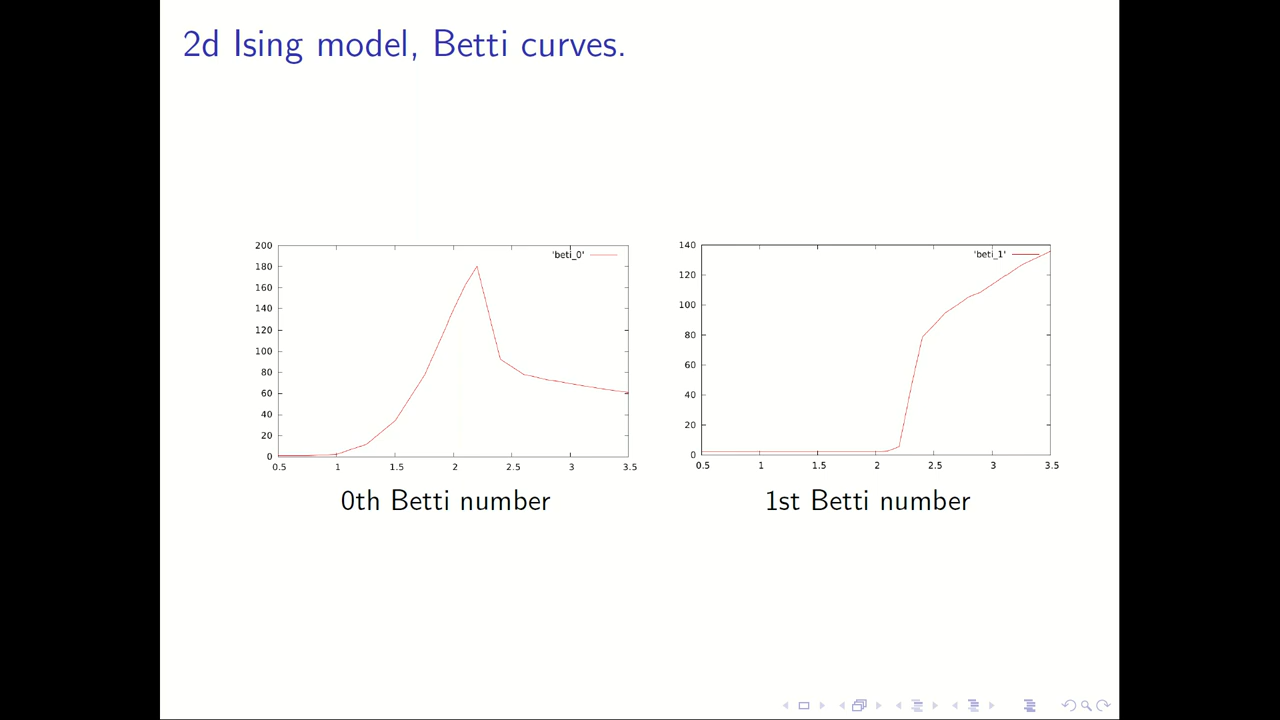 2d Ising model, Betti curves.
200
180
160
140
120
100
80
60
40
20
0
'beti_0'
0.5 1 1.5 2 2.5 3 3.5
0th Betti number
140
120
100
80
60
40
20
0
'beti_1'
0.5 1 1.5 2 2.5 3 3.5
1st Betti number